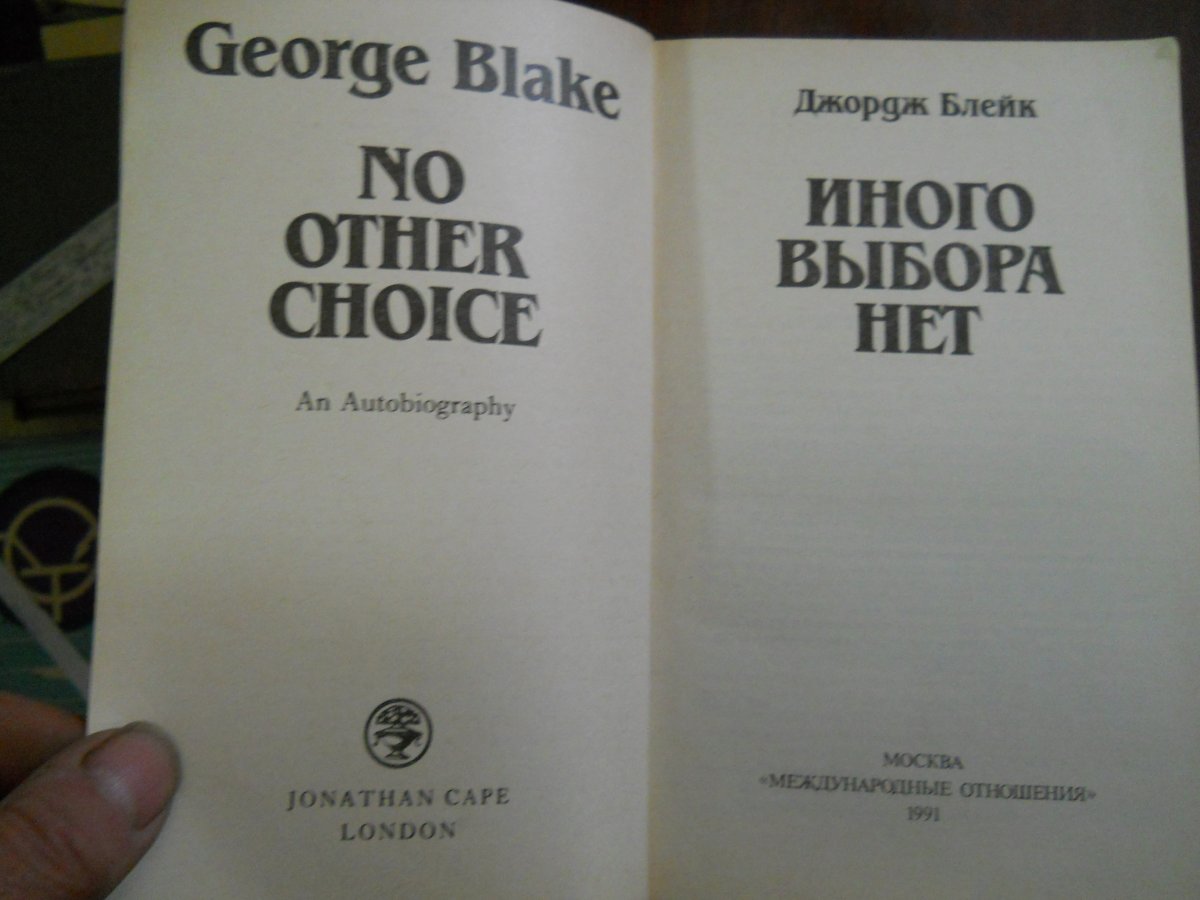 George Blake
NO
OTHER
CHOICE
An Autobiography
JONATHAN CAPE
LONDON
Джордж Блейк
ИНОГО
ВЫБОРА
НЕТ
МОСКВА
«МЕЖДУНАРОДНЫЕ ОТНОШЕНИЯ»
1991